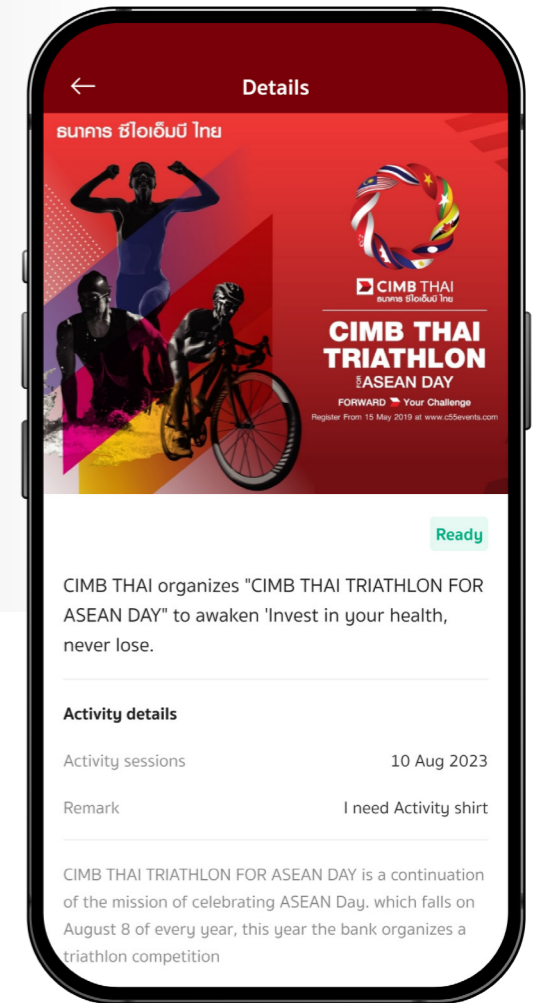 Details
ธนาคาร ซีไอเอ็มบี ไทย
CIMB THAI
ธนาคาร ซีไอเอ็มบี ไทย
CIMB THAI
TRIATHLON
FOR ASEAN DAY
FORWARD Your Challenge
Register From 15 May 2019 at www.c55events.com
Ready
CIMB THAI organizes "CIMB THAI TRIATHLON FOR
ASEAN DAY" to awaken 'Invest in your health,
never lose.
Activity details
Activity sessions 10 Aug 2023
Remark I need Activity shirt
CIMB THAI TRIATHLON FOR ASEAN DAY is a continuation
of the mission of celebrating ASEAN Day. which falls on
August 8 of every year, this year the bank organizes a
triathlon competition